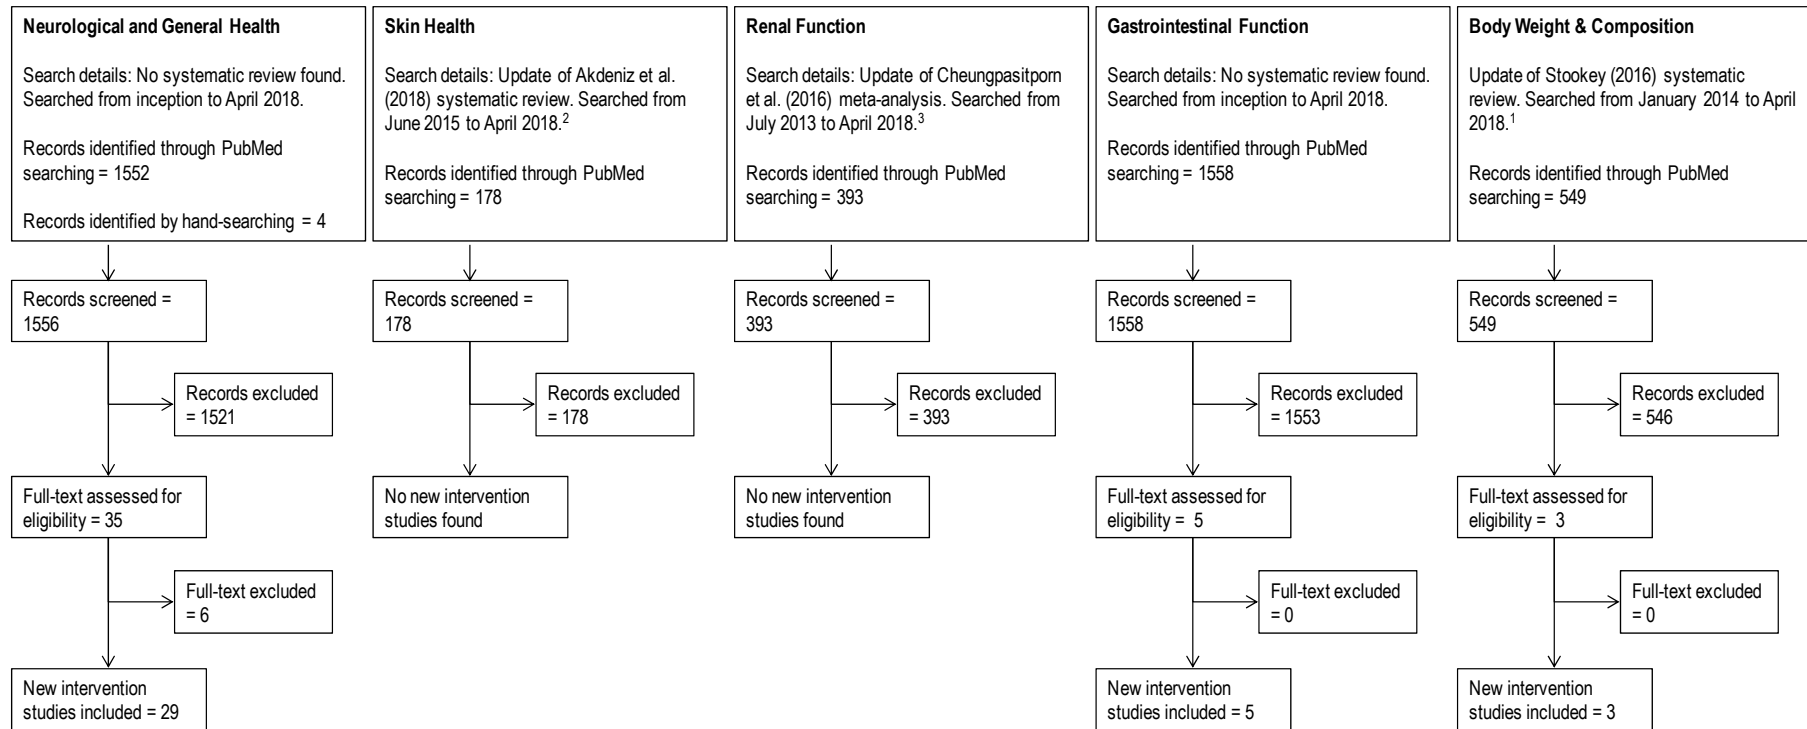 Neurological and General Health
Search details: No systematic review found.
Searched from inception to April 2018.
Records identified through PubMed
searching = 1552
Records identified by hand-searching = 4
Skin Health
Search details: Update of Akdeniz et al.
(2018) systematic review. Searched from
June 2015 to April 2018.2
Records identified through PubMed
searching = 178
Renal Function
Search details: Update of Cheungpasitporn
et al. (2016) meta-analysis. Searched from
July 2013 to April 2018.3
Records identified through PubMed
searching = 393
Gastrointestinal Function
Search details: No systematic review found.
Searched from inception to April 2018.
Records identified through PubMed
searching = 1558
Body Weight & Composition
Update of Stookey (2016) systematic
review. Searched from January 2014 to April
2018.1
Records identified through PubMed
searching = 549
Records screened =
1556
Records screened =
178
Records screened =
393
Records screened =
1558
Records screened =
549
Records excluded
= 1521
Records excluded
= 178
Records excluded
= 393
Records excluded
= 1553
Records excluded
= 546
Full-text assessed for
eligibility = 35
No new intervention
studies found
No new intervention
studies found
Full-text assessed for
eligibility = 5
Full-text assessed for
eligibility = 3
Full-text excluded
= 6
Full-text excluded
= 0
Full-text excluded
= 0
New intervention
studies included = 29
New intervention
studies included = 5
New intervention
studies included = 3